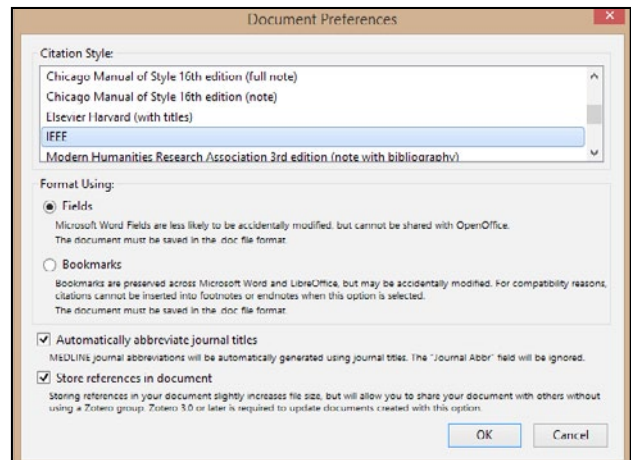 Document Preferences
Citation Style:
Chicago Manual of Style 16th edition (full note)
Chicago Manual of Style 16th edition (note)
Elsevier Harvard (with titles)
IEEE
Modern Humanities Research Association 3rd edition (note with bibliography)
Format Using:
Fields
Microsoft Word Fields are less likely to be accidentally modified, but cannot be shared with OpenOffice.
The document must be saved in the .doc file format.
Bookmarks
Bookmarks are preserved across Microsoft Word and LibreOffice, but may be accidentally modified. For compatibility reasons,
citations cannot be inserted into footnotes or endnotes when this option is selected.
The document must be saved in the .doc file format.
Automatically abbreviate journal titles
MEDLINE journal abbreviations will be automatically generated using journal titles. The "Journal Abbr" field will be ignored.
Store references in document
Storing references in your document slightly increases file size, but will allow you to share your document with others without
using a Zotero group. Zotero 3.0 or later is required to update documents created with this option.
OK Cancel